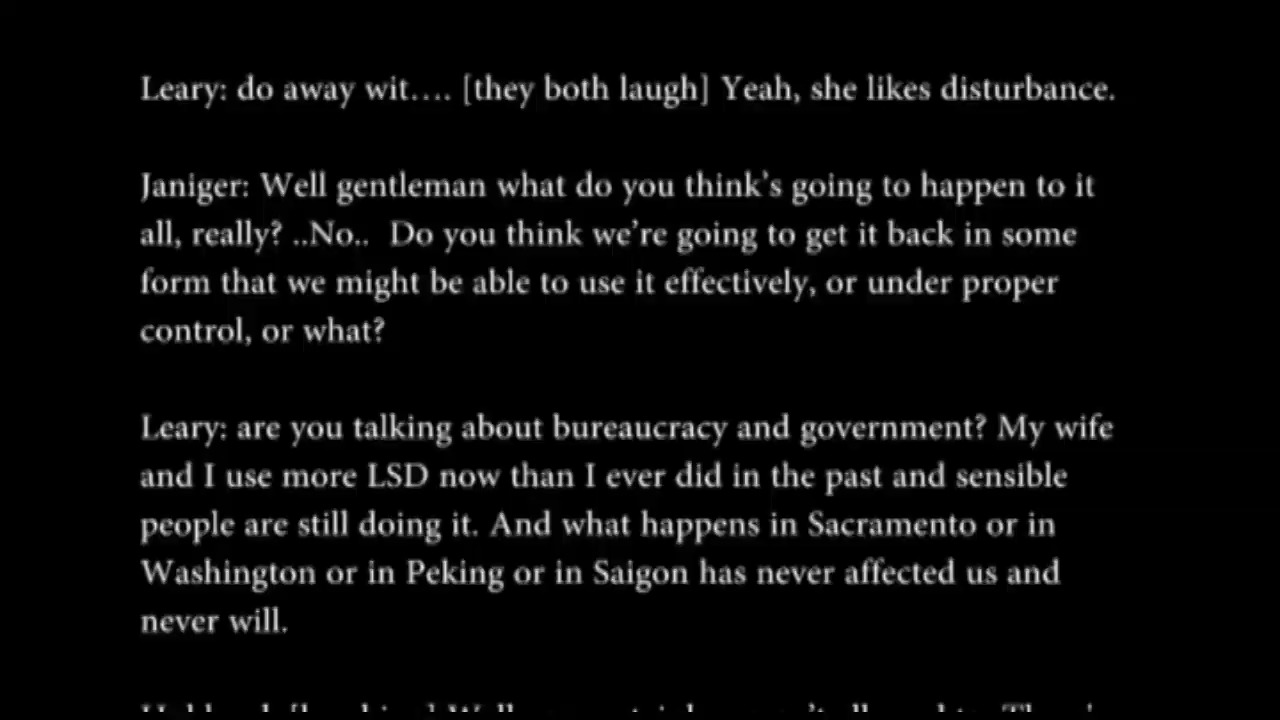 Leary: do away wit…. [they both laugh] Yeah, she likes disturbance.
Janiger: Well gentleman what do you think's going to happen to it
all, really? ..No..  Do you think we're going to get it back in some
form that we might be able to use it effectively, or under proper
control, or what?
Leary: are you talking about bureaucracy and government? My wife
and I use more LSD now than I ever did in the past and sensible
people are still doing it. And what happens in Sacramento or in
Washington or in Peking or in Saigon has never affected us and
never will.